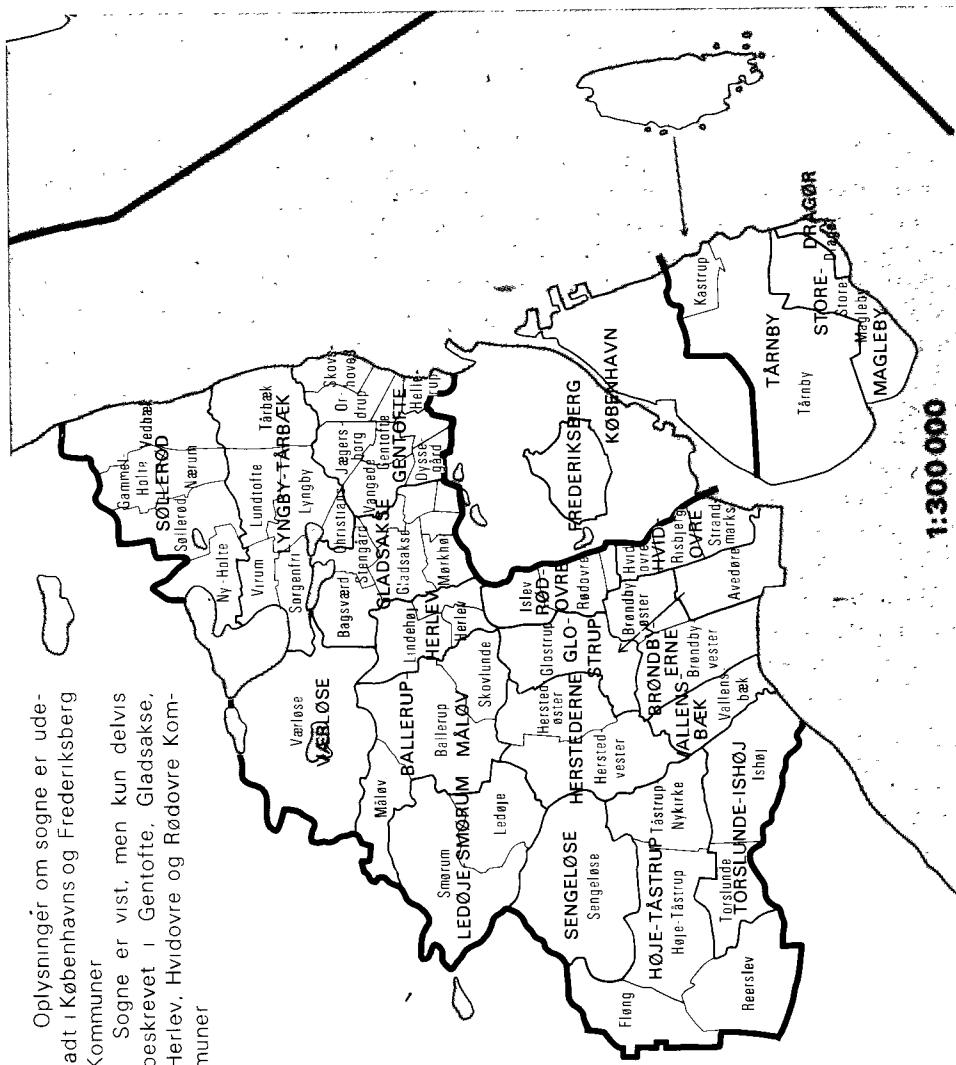 Oplysninger om sogne er ude-
adt i Københavns og Frederiksberg
Kommuner
Sogne er vist, men kun delvis
beskrevet i Gentofte, Gladsakse,
Herlev, Hvidovre og Rødovre Kom-
muner
Gammel-
Holte
Vedbæk
SØLLERØD
Søllerød
Nærum
Ny-Holte
Virum
Lundtofte
Tårbæk
LYNGBY-TÅRBÆK
Lyngby
Sorgenfri
Christians
Jægers-
borg
Or-
drup
Skovs-
hoved
Bagsværd
Stengård
Vangede
Gentofte
GENTOFTE
Helle-
rup
Dysse-
gård
GLADSAKSE
Gladsakse
Mørkhøj
Værløse
VÆRLØSE
Lindehøj
HERLEV
Herlev
Måløv
BALLERUP-
MÅLØV
Ballerup
Skovlunde
Smørum
LEDØJE-SMØRUM
Ledøje
Islev
RØD-
OVRE
Rødovre
FREDERIKSBERG
KØBENHAVN
Glostrup
GLO-
STRUP
Hersted
øster
HERSTEDERNE
Hersted
vester
Brøndby
øster
Hvid
ovre
HVID
OVRE
Risbjerg
Strand
marks
Avedøre
BRØNDBY-
ERNE
Brøndby
vester
VALLENS-
BÆK
Vallens
bæk
SENGELØSE
Sengeløse
Tåstrup
Nykirke
HØJE-TÅSTRUP
Høje-Tåstrup
Fløng
Reerslev
Torslunde
TORSLUNDE-ISHØJ
Ishøj
Kastrup
TÅRNBY
Tårnby
STORE-
MAGLEBY
Store
Magleby
DRAGØR
Dragør
1:300 000